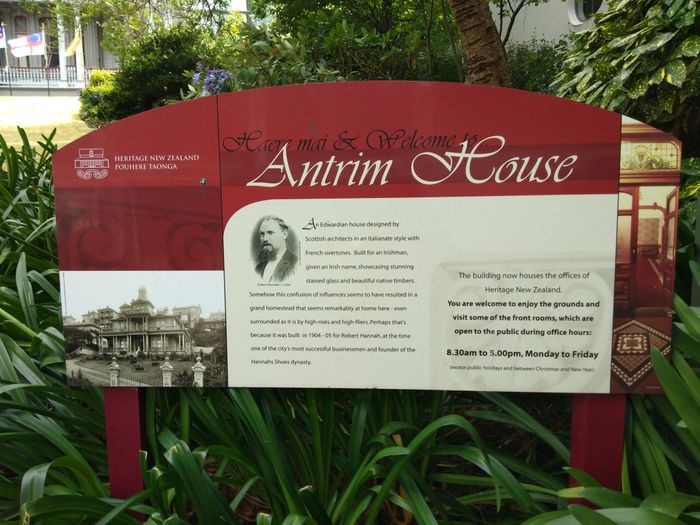 HERITAGE NEW ZEALAND
POUHERE TAONGA
Haere mai & Welcome to...
Antrim House
An Edwardian house designed by
Scottish architects in an Italianate style with
French overtones. Built for an Irishman,
given an Irish name, showcasing stunning
stained glass and beautiful native timbers.
Somehow this confusion of influences seems to have resulted in a
grand homestead that seems remarkably at home here - even
surrounded as it is by high-rises and high-fliers. Perhaps that's
because it was built in 1904 - 05 for Robert Hannah, at the time
one of the city's most successful businessmen and founder of the
Hannahs Shoes dynasty.
The building now houses the offices of
Heritage New Zealand.
You are welcome to enjoy the grounds and
visit some of the front rooms, which are
open to the public during office hours:
8.30am to 5.00pm, Monday to Friday
(except public holidays and between Christmas and New Year).